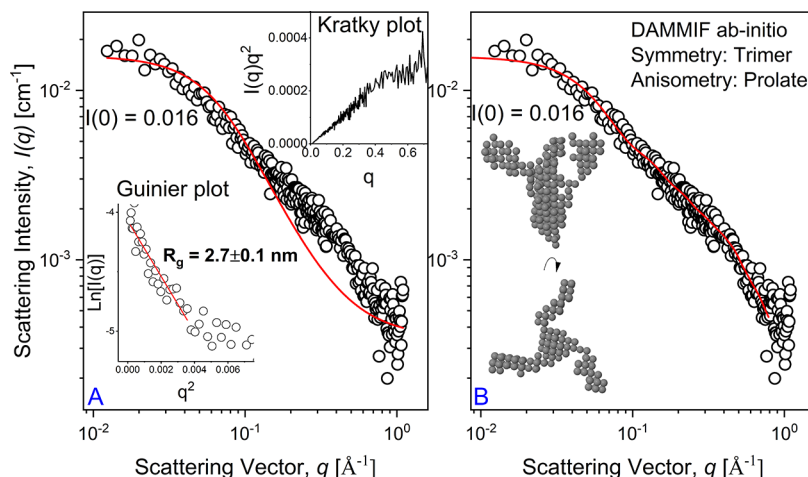 Scattering Intensity, I(q) [cm⁻¹]
10⁻²
10⁻³
I(0) = 0.016
Kratky plot
I(q)q²
0.0004
0.0002
0.0000
0.0 0.2 0.4 0.6
q
Guinier plot
Ln[I(q)]
-4
-5
R_g = 2.7±0.1 nm
0.000 0.002 0.004 0.006
q²
A
10⁻² 10⁻¹ 10⁰
Scattering Vector, q [Å⁻¹]
DAMMIF ab-initio
Symmetry: Trimer
Anisometry: Prolate
10⁻²
I(0) = 0.016
10⁻³
B
10⁻² 10⁻¹ 10⁰
Scattering Vector, q [Å⁻¹]